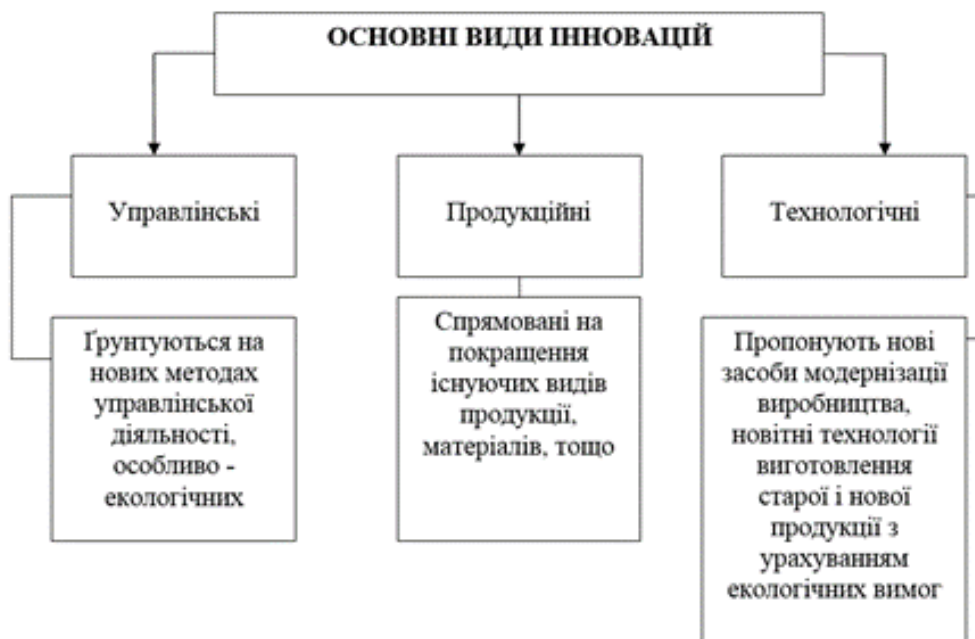 ОСНОВНІ ВИДИ ІННОВАЦІЙ
Управлінські
Продукційні
Технологічні
Ґрунтуються на
нових методах
управлінської
діяльності,
особливо -
екологічних
Спрямовані на
покращення
існуючих видів
продукції,
матеріалів, тощо
Пропонують нові
засоби модернізації
виробництва,
новітні технології
виготовлення
старої і нової
продукції з
урахуванням
екологічних вимог